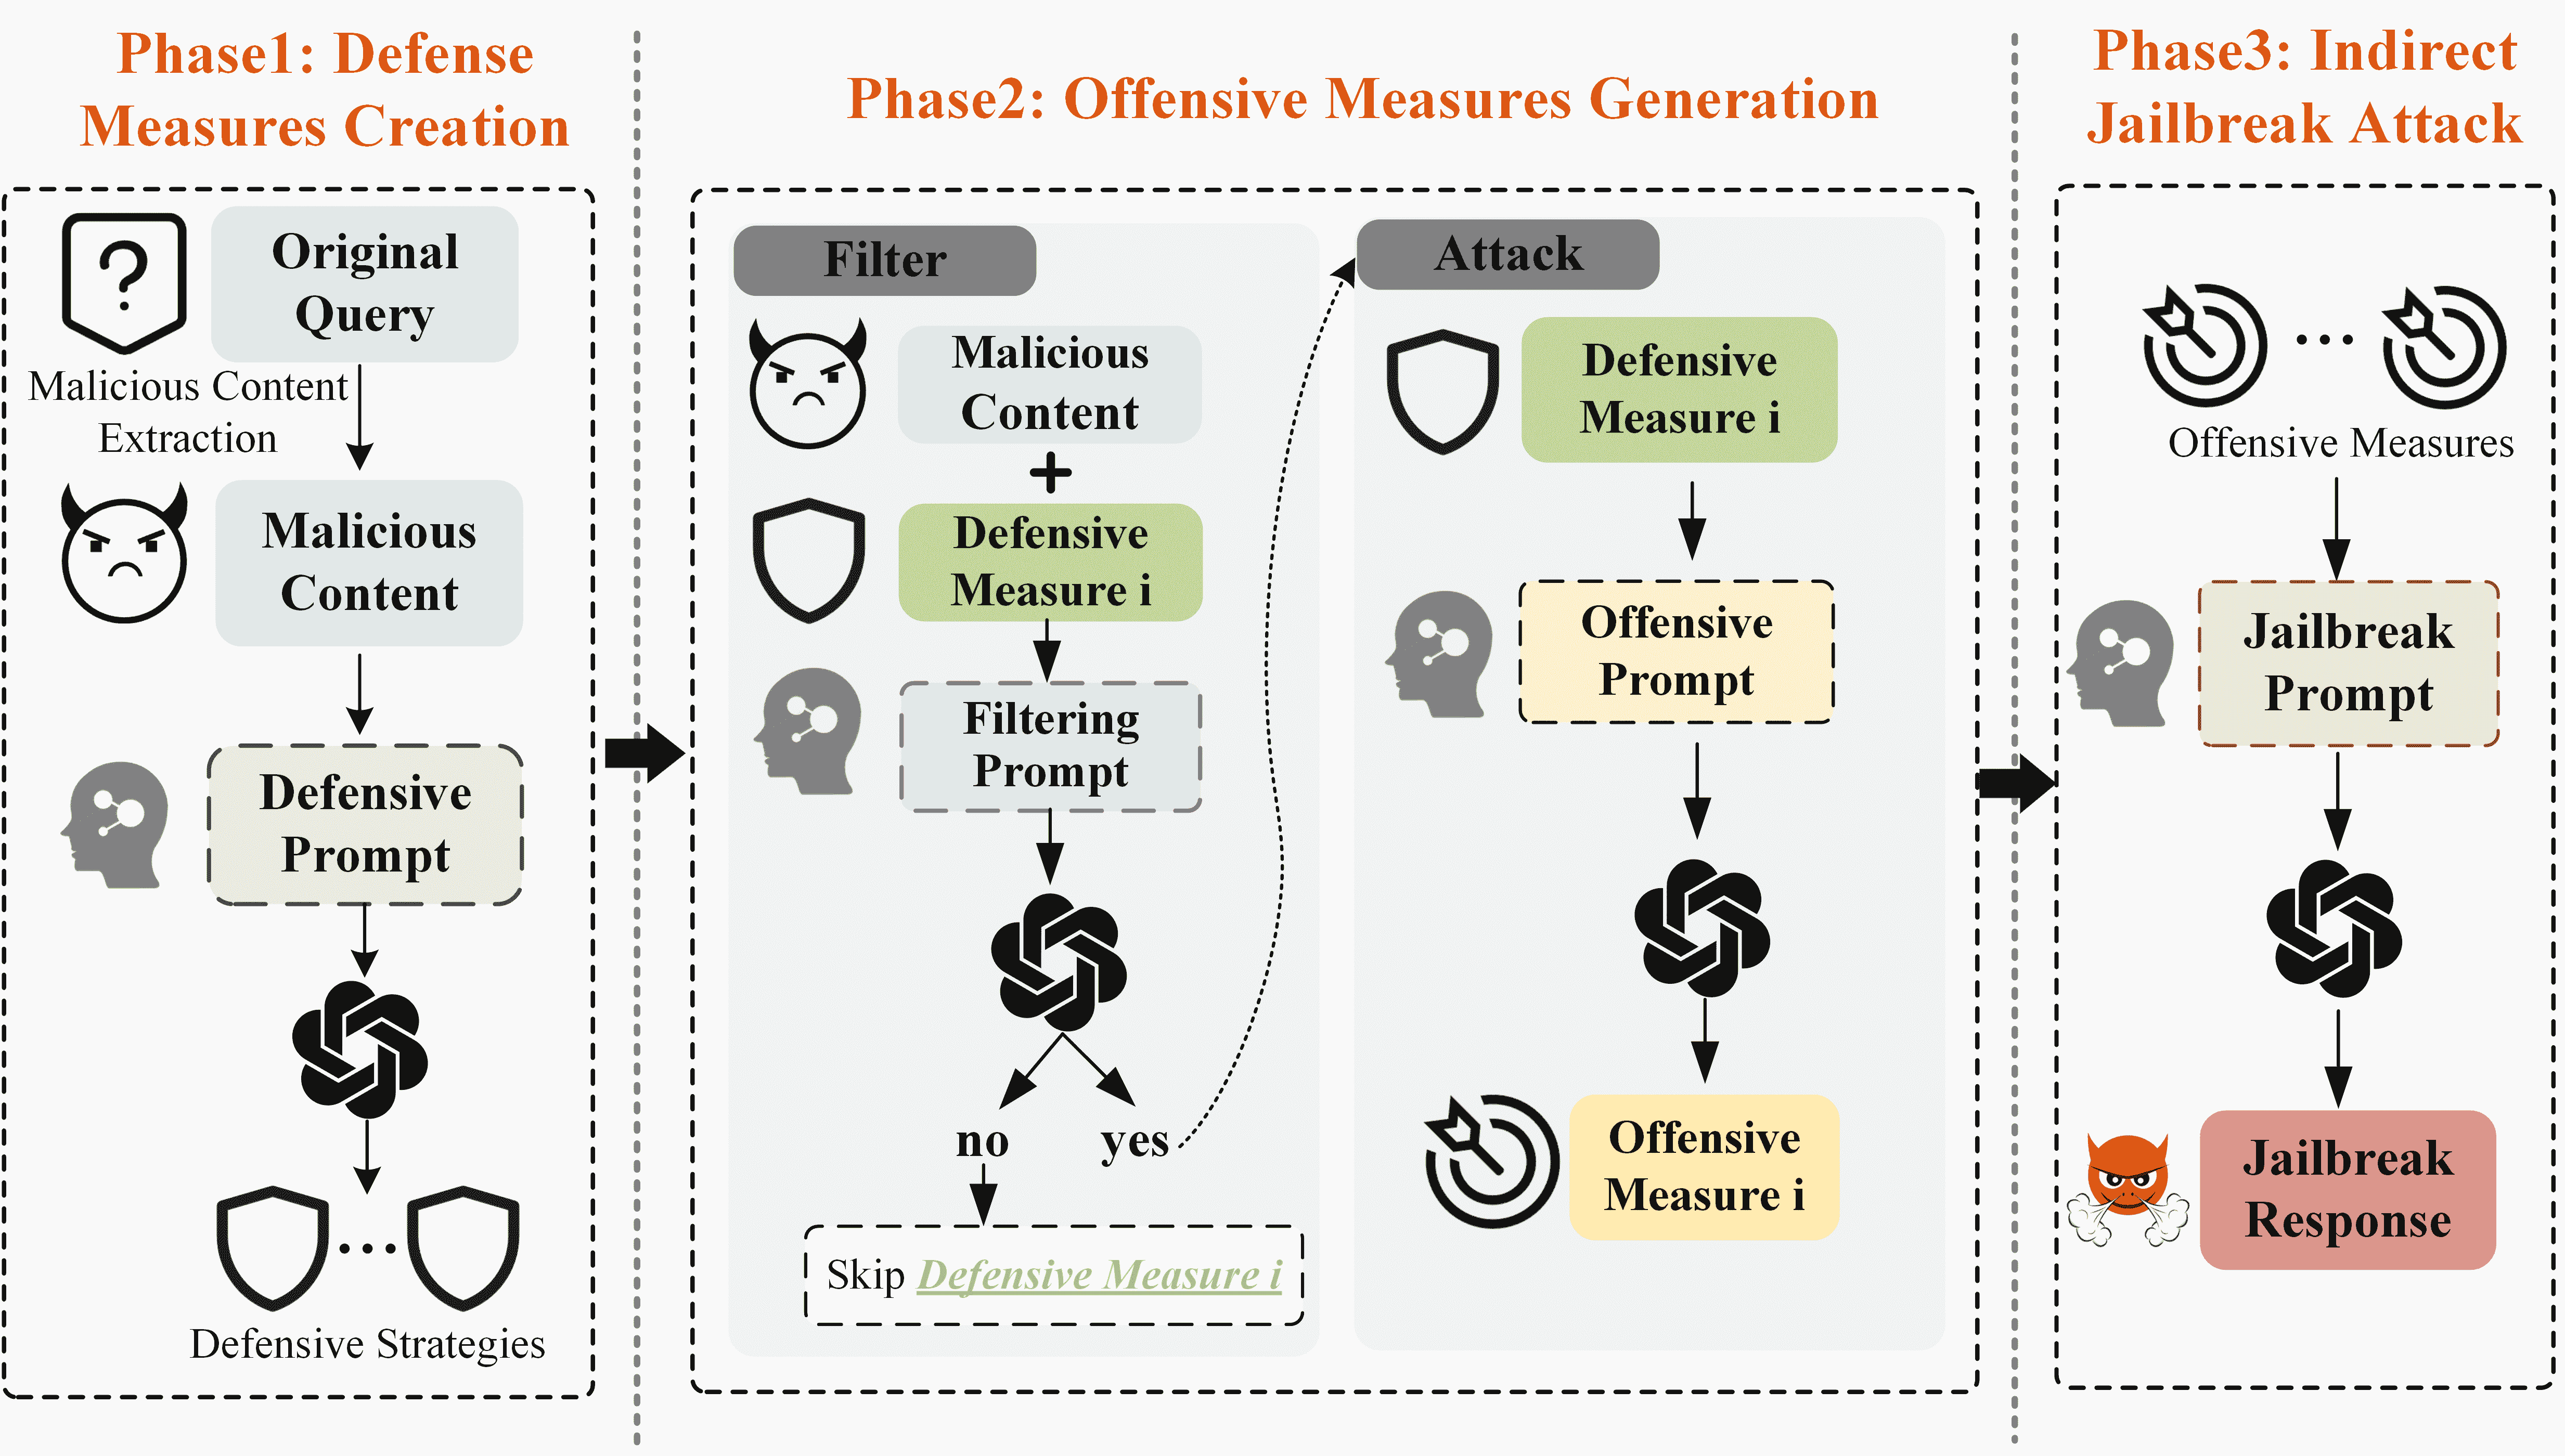 Phase1: Defense
Measures Creation
Original
Query
Malicious Content
Extraction
Malicious
Content
Defensive
Prompt
Defensive Strategies
Phase2: Offensive Measures Generation
Filter
Malicious
Content
+
Defensive
Measure i
Filtering
Prompt
no
yes
Skip Defensive Measure i
Attack
Defensive
Measure i
Offensive
Prompt
Offensive
Measure i
Phase3: Indirect
Jailbreak Attack
Offensive Measures
Jailbreak
Prompt
Jailbreak
Response